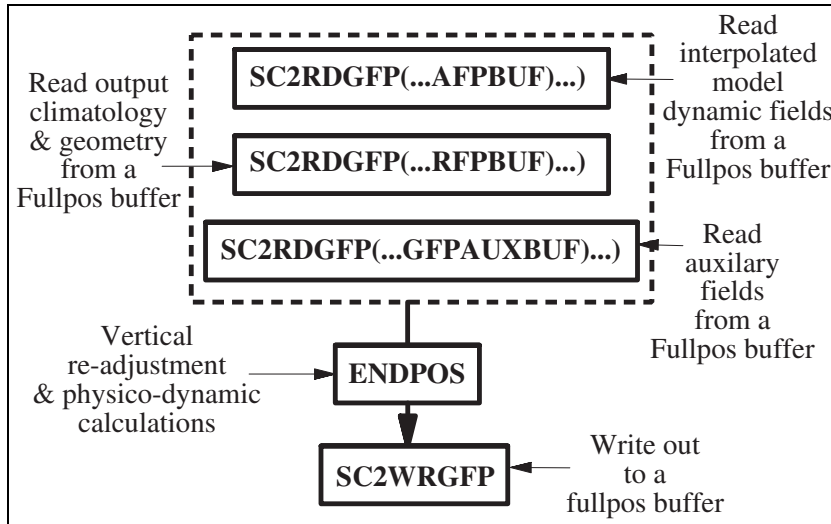 SC2RDGFP(...AFPBUF)...)
Read
interpolated
model
dynamic fields
from a
Fullpos buffer
Read output
climatology
& geometry
from a
Fullpos buffer
SC2RDGFP(...RFPBUF)...)
SC2RDGFP(...GFPAUXBUF)...)
Read
auxilary
fields
from a
Fullpos buffer
Vertical
re-adjustment
& physico-dynamic
calculations
ENDPOS
SC2WRGFP
Write out
to a
fullpos buffer